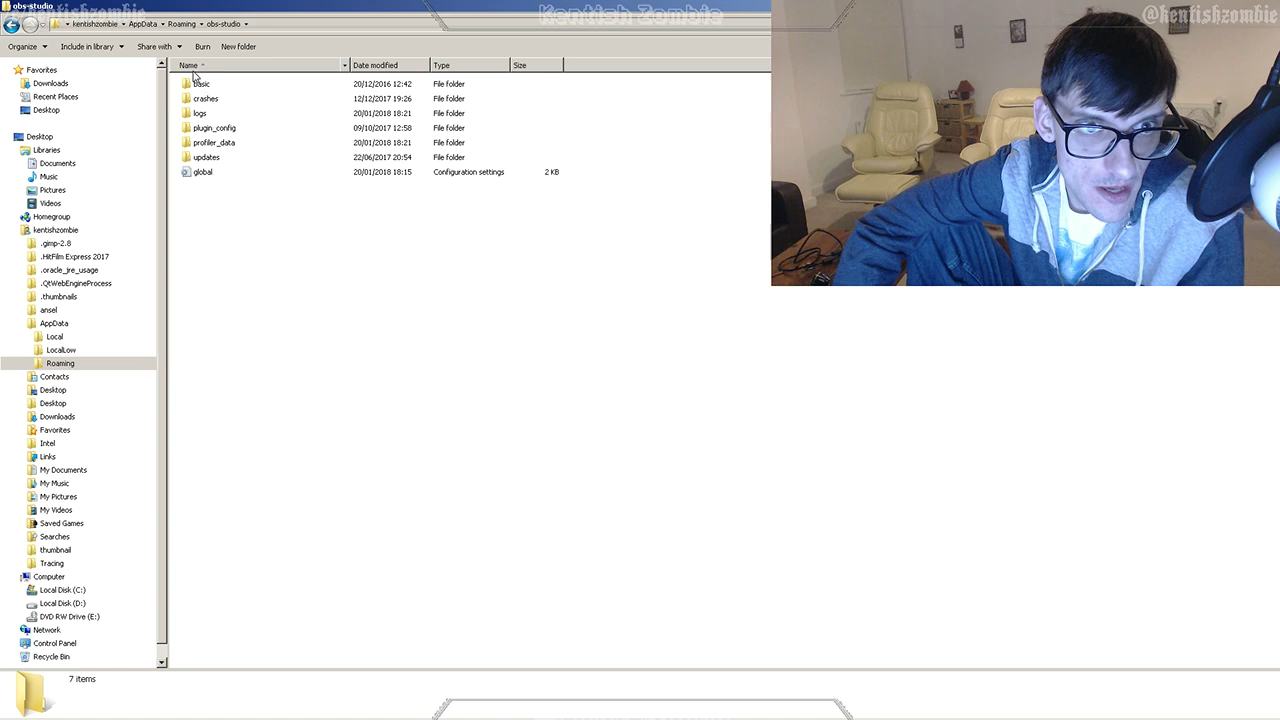 obs-studio
Kentish Zombie
@kentishzombie
kentishzombie AppData Roaming obs-studio
Organize Include in library Share with Burn New folder
Name Date modified Type Size
basic 20/12/2016 12:42 File folder
crashes 12/12/2017 19:26 File folder
logs 20/01/2018 18:21 File folder
plugin_config 09/10/2017 12:58 File folder
profiler_data 20/01/2018 18:21 File folder
updates 22/06/2017 20:54 File folder
global 20/01/2018 18:15 Configuration settings 2 KB
Favorites
Downloads
Recent Places
Desktop
Desktop
Libraries
Documents
Music
Pictures
Videos
Homegroup
kentishzombie
.gimp-2.8
.HitFilm Express 2017
.oracle_jre_usage
.QtWebEngineProcess
.thumbnails
ansel
AppData
Local
LocalLow
Roaming
Contacts
Desktop
Desktop
Downloads
Favorites
Intel
Links
My Documents
My Music
My Pictures
My Videos
Saved Games
Searches
thumbnail
Tracing
Computer
Local Disk (C:)
Local Disk (D:)
DVD RW Drive (E:)
Network
Control Panel
Recycle Bin
7 items